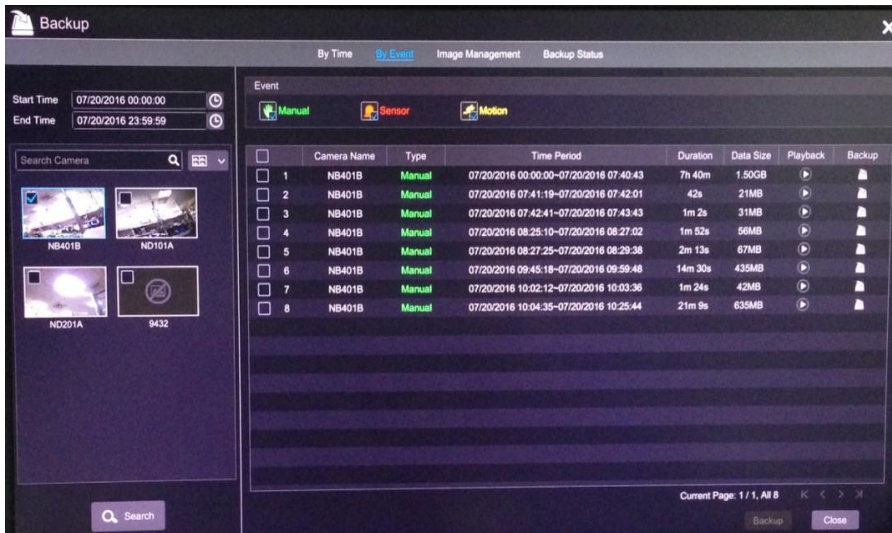 Backup
By Time By Event Image Management Backup Status
Start Time 07/20/2016 00:00:00
End Time 07/20/2016 23:59:59
Search Camera
NB401B ND101A
ND201A 9432
Search
Event
Manual Sensor Motion
Camera Name Type Time Period Duration Data Size Playback Backup
1 NB401B Manual 07/20/2016 00:00:00~07/20/2016 07:40:43 7h 40m 1.50GB
2 NB401B Manual 07/20/2016 07:41:19~07/20/2016 07:42:01 42s 21MB
3 NB401B Manual 07/20/2016 07:42:41~07/20/2016 07:43:43 1m 2s 31MB
4 NB401B Manual 07/20/2016 08:25:10~07/20/2016 08:27:02 1m 52s 56MB
5 NB401B Manual 07/20/2016 08:27:25~07/20/2016 08:29:38 2m 13s 67MB
6 NB401B Manual 07/20/2016 09:45:18~07/20/2016 09:59:48 14m 30s 435MB
7 NB401B Manual 07/20/2016 10:02:12~07/20/2016 10:03:36 1m 24s 42MB
8 NB401B Manual 07/20/2016 10:04:35~07/20/2016 10:25:44 21m 9s 635MB
Current Page: 1 / 1, All 8
Backup Close